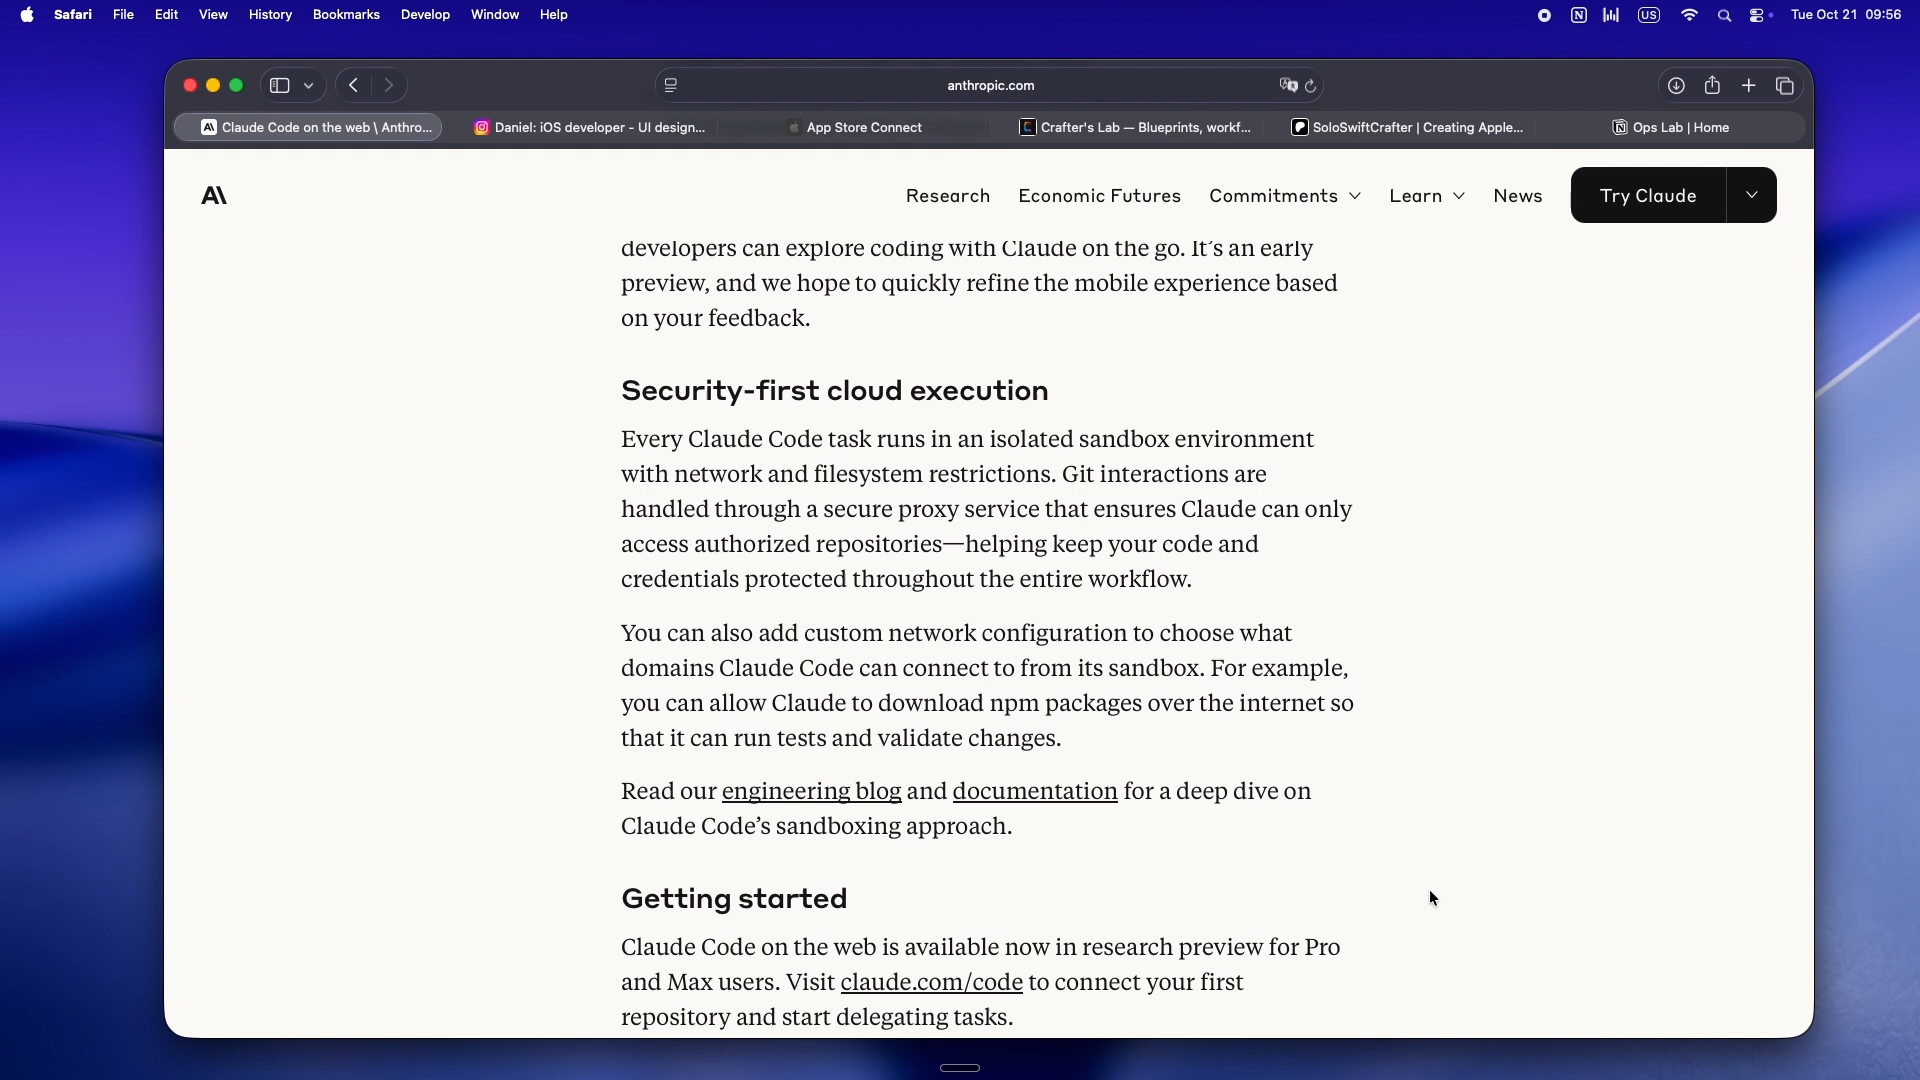 Safari File Edit View History Bookmarks Develop Window Help
N US Tue Oct 21 09:56
anthropic.com
Claude Code on the web \ Anthro...
Daniel: iOS developer - UI design...
App Store Connect
Crafter's Lab — Blueprints, workf...
SoloSwiftCrafter | Creating Apple...
Ops Lab | Home
A\
Research Economic Futures Commitments Learn News Try Claude
developers can explore coding with Claude on the go. It’s an early
preview, and we hope to quickly refine the mobile experience based
on your feedback.
Security-first cloud execution
Every Claude Code task runs in an isolated sandbox environment
with network and filesystem restrictions. Git interactions are
handled through a secure proxy service that ensures Claude can only
access authorized repositories—helping keep your code and
credentials protected throughout the entire workflow.
You can also add custom network configuration to choose what
domains Claude Code can connect to from its sandbox. For example,
you can allow Claude to download npm packages over the internet so
that it can run tests and validate changes.
Read our engineering blog and documentation for a deep dive on
Claude Code’s sandboxing approach.
Getting started
Claude Code on the web is available now in research preview for Pro
and Max users. Visit claude.com/code to connect your first
repository and start delegating tasks.